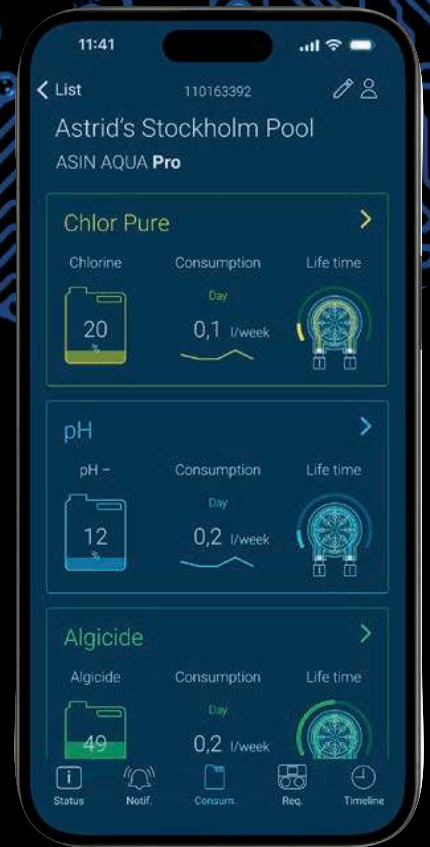 11:41
List
110163392
Astrid's Stockholm Pool
ASIN AQUA Pro
Chlor Pure
Chlorine Consumption Life time
Day
20
%
0,1 l/week
pH
pH – Consumption Life time
Day
12
%
0,2 l/week
Algicide
Algicide Consumption Life time
Day
49
0,2 l/week
Status Notif. Consum. Req. Timeline